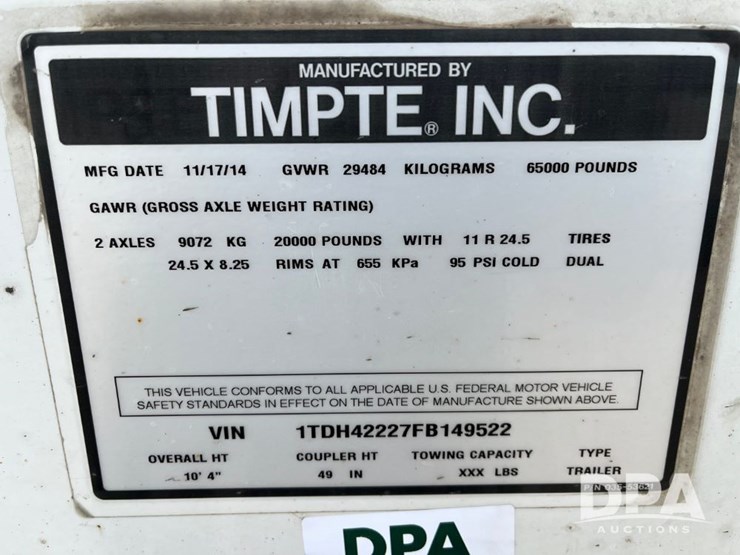 MANUFACTURED BY
TIMPTE® INC.
MFG DATE 11/17/14 GVWR 29484 KILOGRAMS 65000 POUNDS
GAWR (GROSS AXLE WEIGHT RATING)
2 AXLES 9072 KG 20000 POUNDS WITH 11 R 24.5 TIRES
24.5 X 8.25 RIMS AT 655 KPa 95 PSI COLD DUAL
THIS VEHICLE CONFORMS TO ALL APPLICABLE U.S. FEDERAL MOTOR VEHICLE
SAFETY STANDARDS IN EFFECT ON THE DATE OF MANUFACTURE SHOWN ABOVE.
VIN 1TDH42227FB149522
OVERALL HT COUPLER HT TOWING CAPACITY TYPE
10' 4" 49 IN XXX LBS TRAILER
P/N
DPA
AUCTIONS
DPA